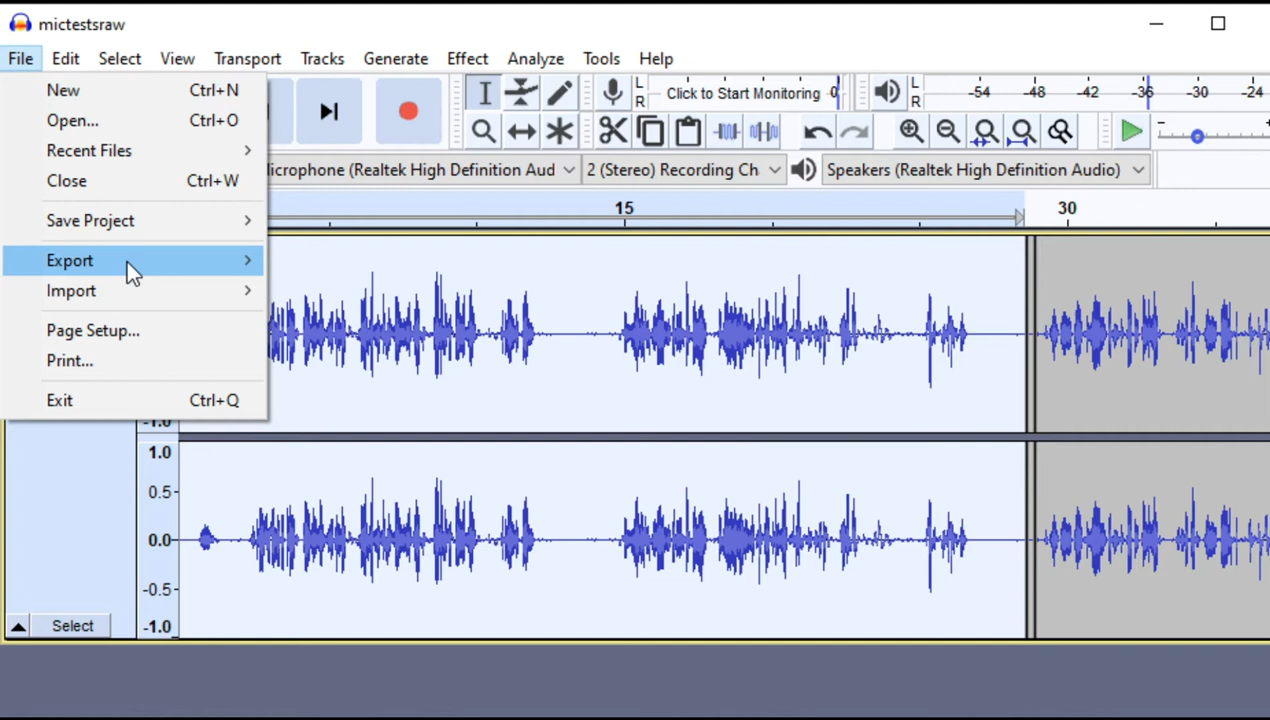 mictestsraw
File Edit Select View Transport Tracks Generate Effect Analyze Tools Help
New Ctrl+N
Open... Ctrl+O
Recent Files
Close Ctrl+W
Save Project
Export
Import
Page Setup...
Print...
Exit Ctrl+Q
L
R
Click to Start Monitoring 0
L
R
-54 -48 -42 -36 -30 -24
icrophone (Realtek High Definition Aud 2 (Stereo) Recording Ch Speakers (Realtek High Definition Audio)
15 30
-1.0
1.0
0.5
0.0
-0.5
-1.0
Select